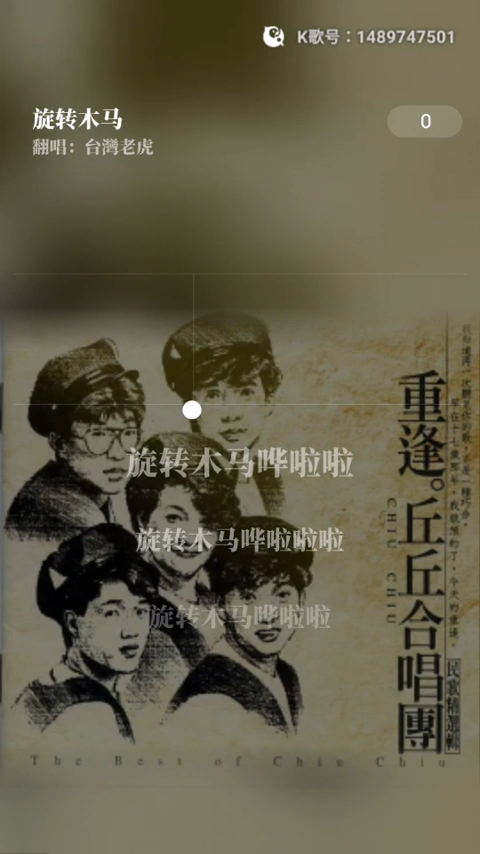 K歌号：1489747501
旋转木马
0
翻唱：台灣老虎
重逢。丘丘合唱團
CHIU CHIU
民歌精選輯
旋转木马哗啦啦
旋转木马哗啦啦
旋转木马哗啦啦
The Best of Chiu Chiu